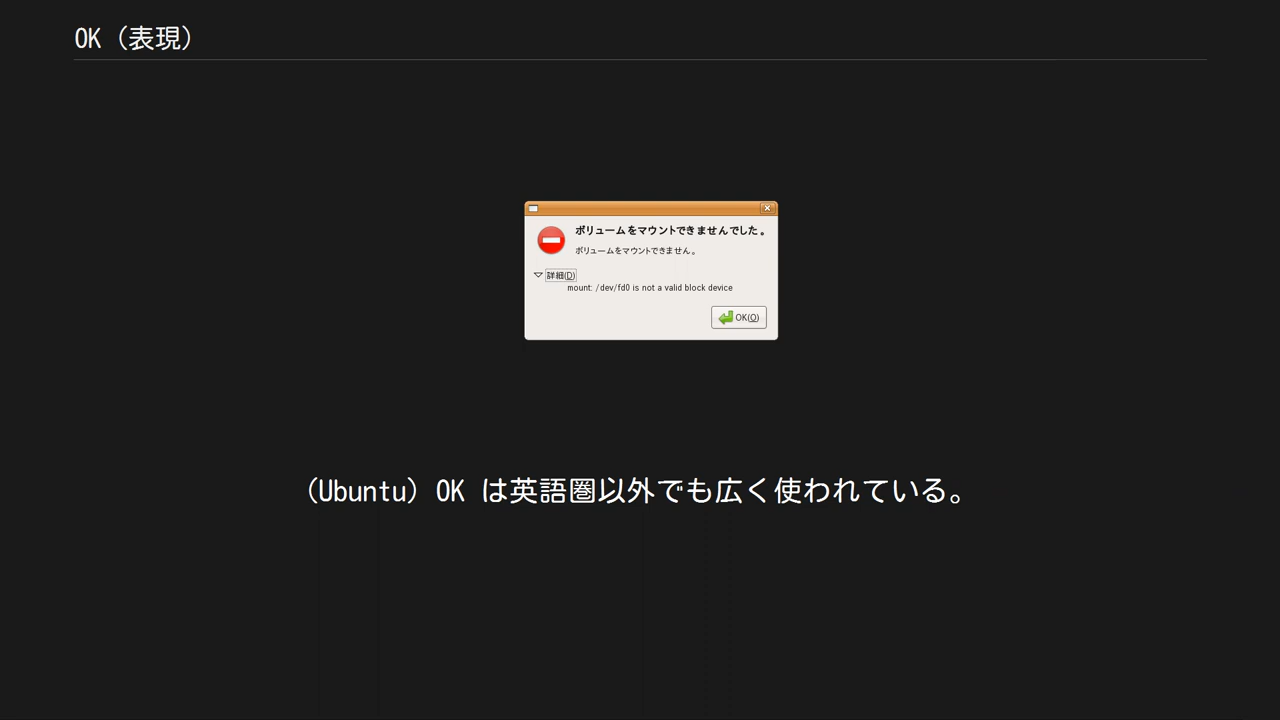 OK（表現）
ボリュームをマウントできませんでした。
ボリュームをマウントできません。
詳細(D)
mount: /dev/fd0 is not a valid block device
OK(O)
（Ubuntu）OK は英語圏以外でも広く使われている。